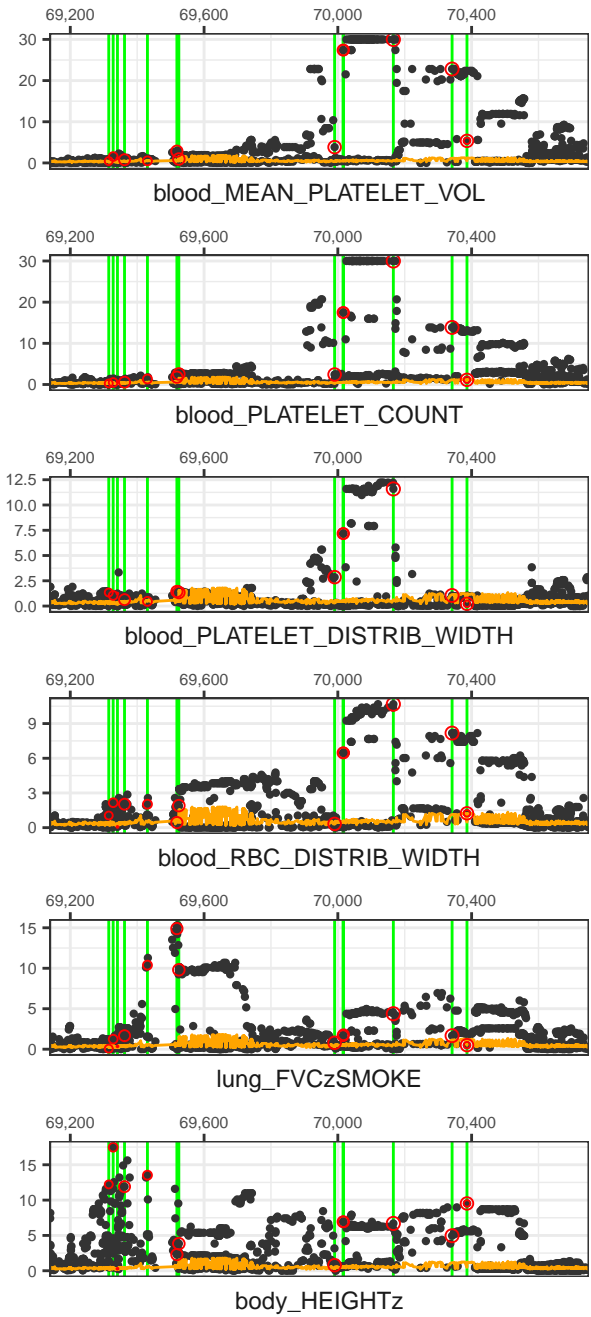 69,200 69,600 70,000 70,400
30
20
10
0
blood_MEAN_PLATELET_VOL
69,200 69,600 70,000 70,400
30
20
10
0
blood_PLATELET_COUNT
69,200 69,600 70,000 70,400
12.5
10.0
7.5
5.0
2.5
0.0
blood_PLATELET_DISTRIB_WIDTH
69,200 69,600 70,000 70,400
9
6
3
0
blood_RBC_DISTRIB_WIDTH
69,200 69,600 70,000 70,400
15
10
5
0
lung_FVCzSMOKE
69,200 69,600 70,000 70,400
15
10
5
0
body_HEIGHTz